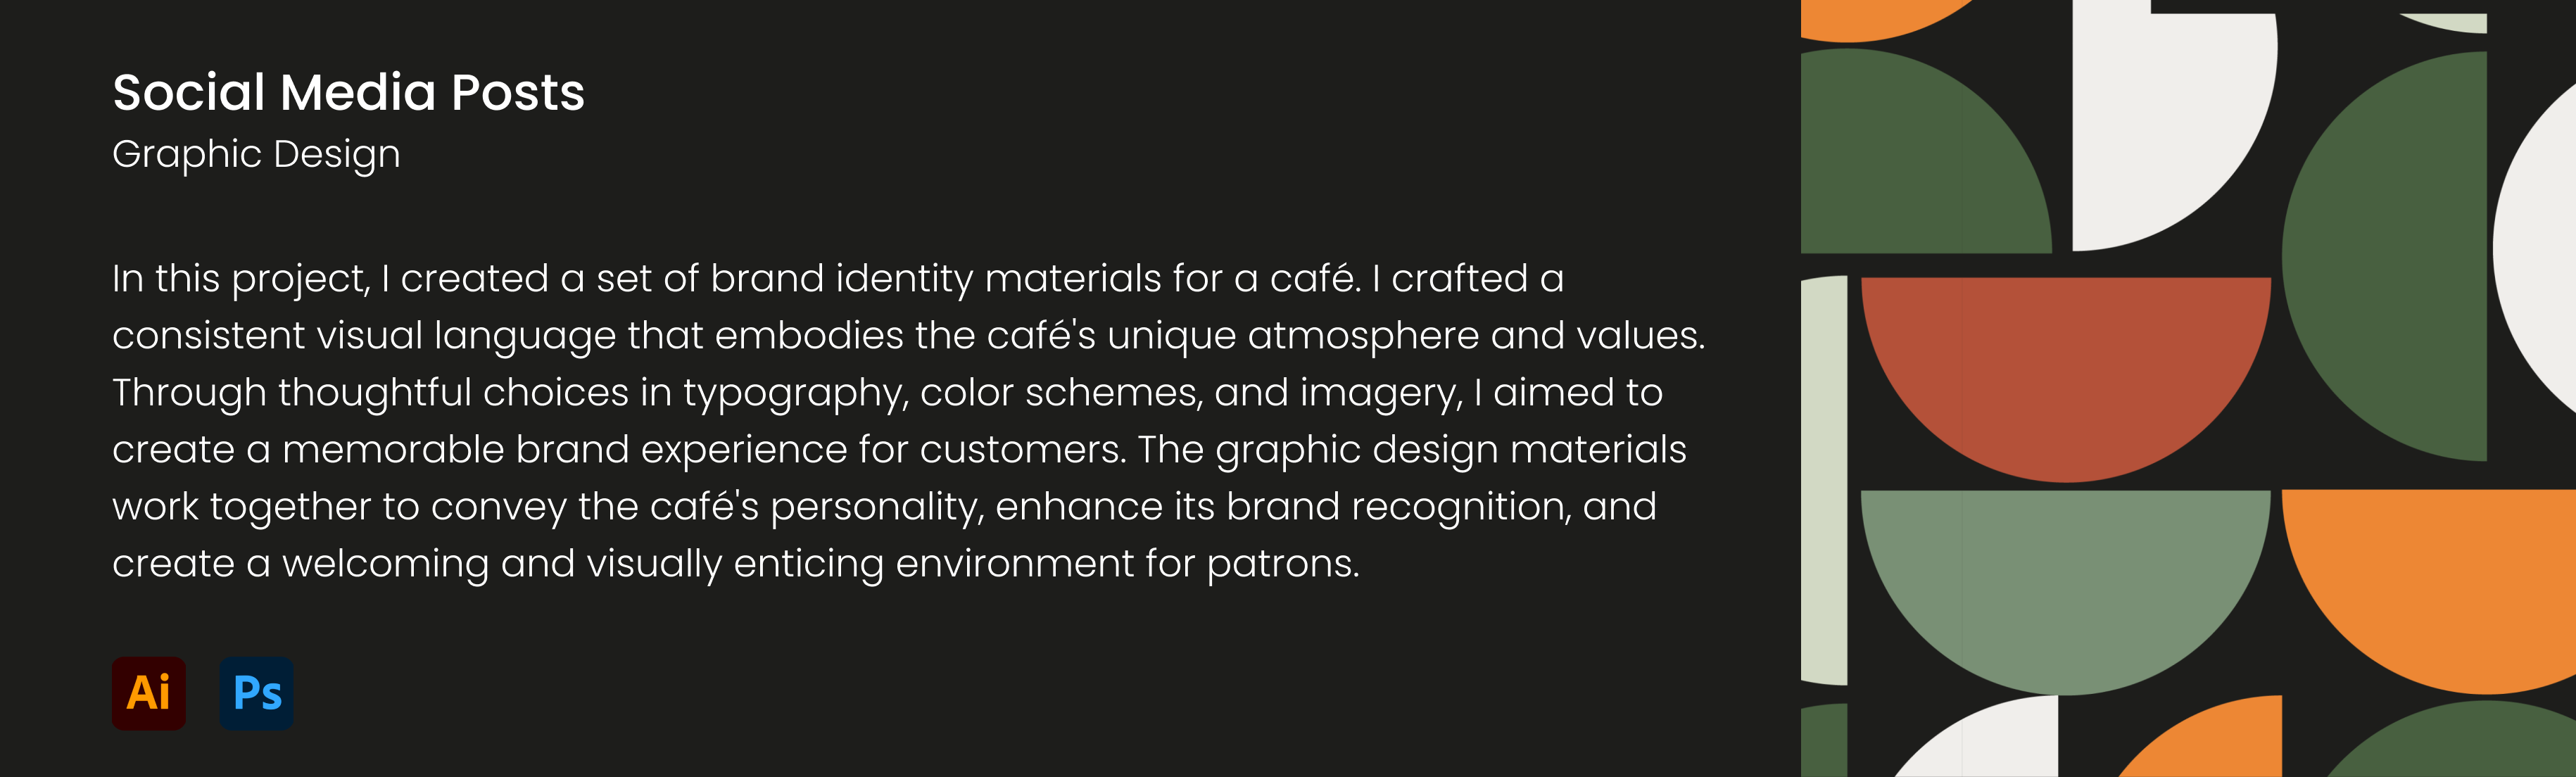 Social Media Posts
Graphic Design
In this project, I created a set of brand identity materials for a café. I crafted a
consistent visual language that embodies the café's unique atmosphere and values.
Through thoughtful choices in typography, color schemes, and imagery, I aimed to
create a memorable brand experience for customers. The graphic design materials
work together to convey the café's personality, enhance its brand recognition, and
create a welcoming and visually enticing environment for patrons.
Ai Ps